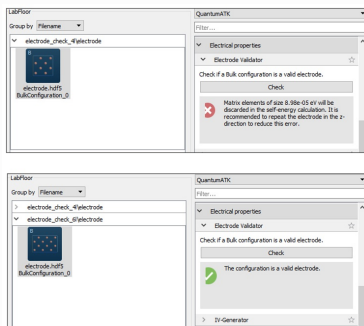 LabFloor
Group by Filename
electrode_check_4\electrode
B
electrode.hdf5
BulkConfiguration_0
QuantumATK
Filter...
Electrical properties
Electrode Validator
Check if a Bulk configuration is a valid electrode.
Check
Matrix elements of size 8.98e-05 eV will be
discarded in the self-energy calculation. It is
recommended to repeat the electrode in the z-
direction to reduce this error.
LabFloor
Group by Filename
electrode_check_4\electrode
electrode_check_6\electrode
B
electrode.hdf5
BulkConfiguration_0
QuantumATK
Filter...
Electrical properties
Electrode Validator
Check if a Bulk configuration is a valid electrode.
Check
The configuration is a valid electrode.
IV-Generator